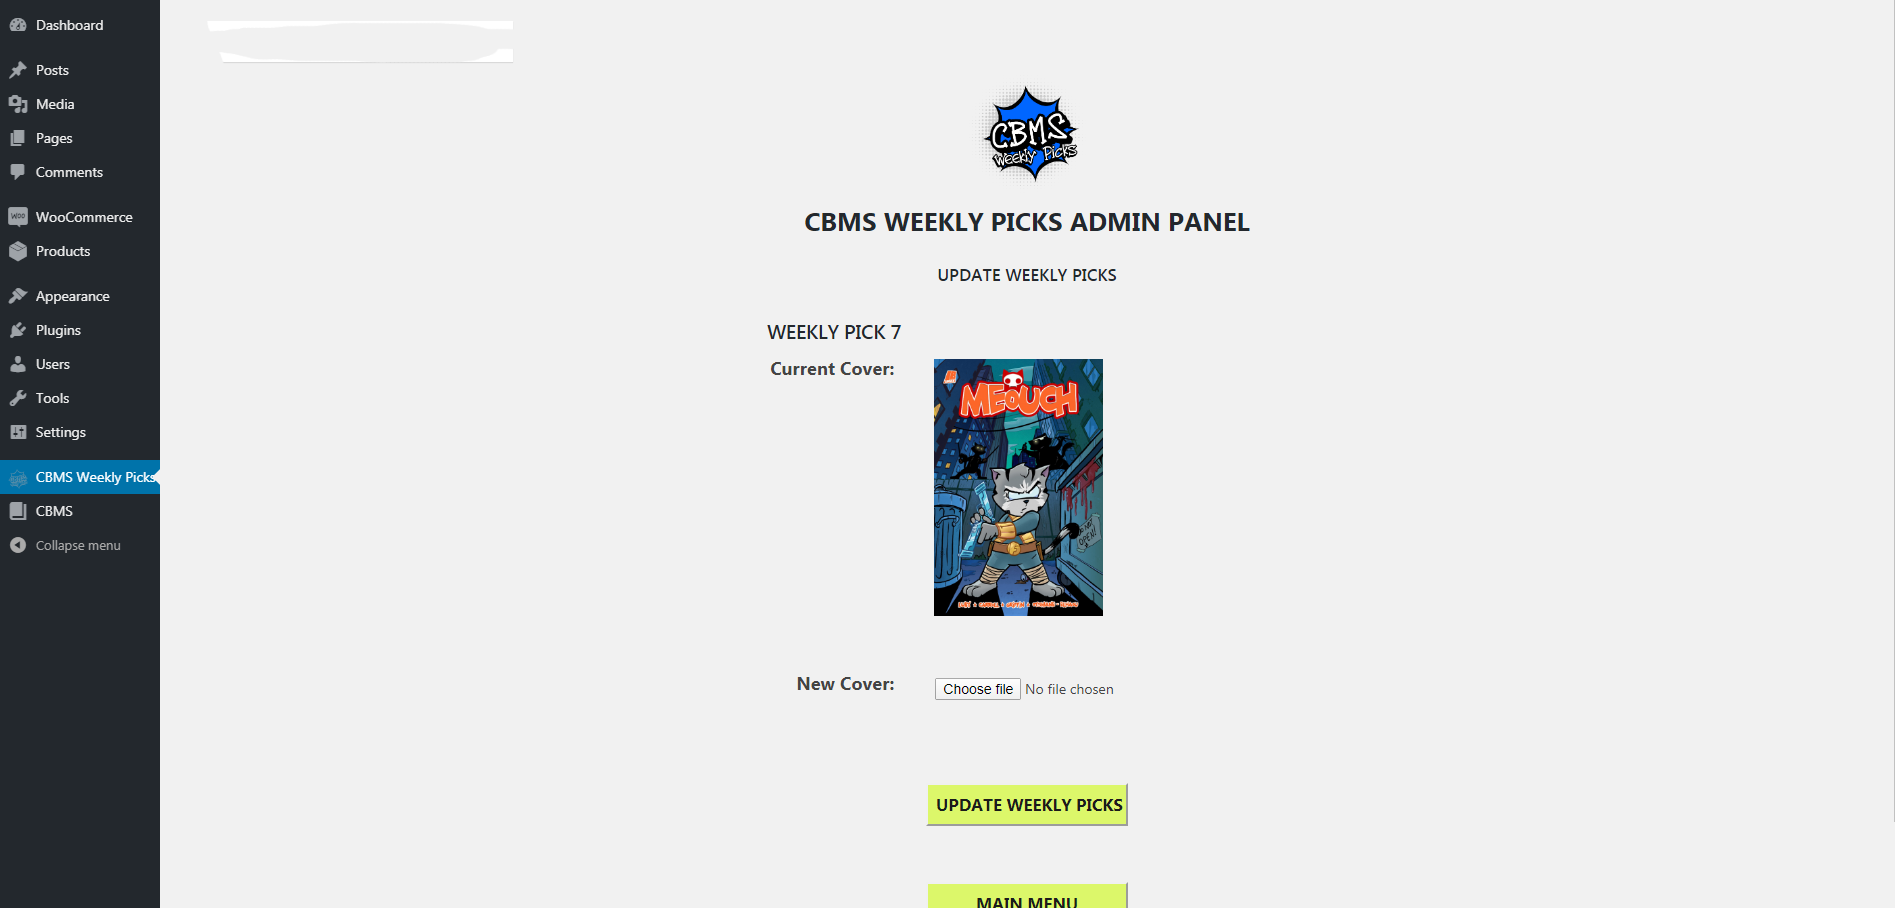 Dashboard
Posts
Media
Pages
Comments
WooCommerce
Products
Appearance
Plugins
Users
Tools
Settings
CBMS Weekly Picks
CBMS
Collapse menu
CBMS
Weekly Picks
CBMS WEEKLY PICKS ADMIN PANEL
UPDATE WEEKLY PICKS
WEEKLY PICK 7
Current Cover:
MEOUCH
OPEN!
New Cover:
Choose file No file chosen
UPDATE WEEKLY PICKS
MAIN MENU